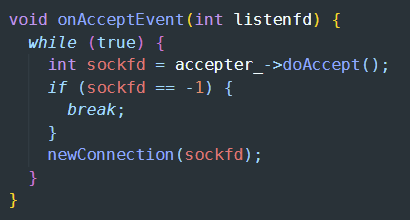 void onAcceptEvent(int listenfd) {
  while (true) {
    int sockfd = accepter_->doAccept();
    if (sockfd == -1) {
      break;
    }
    newConnection(sockfd);
  }
}